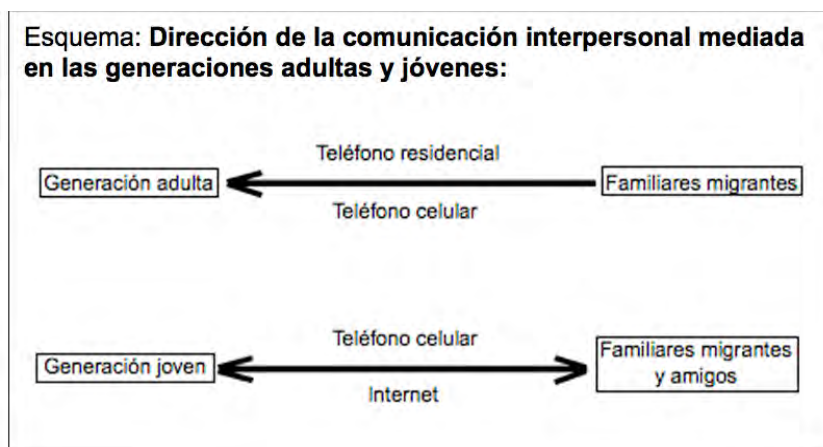 Esquema: Dirección de la comunicación interpersonal mediada
en las generaciones adultas y jóvenes:
Teléfono residencial
Generación adulta
Familiares migrantes
Teléfono celular
Teléfono celular
Generación joven
Familiares migrantes
y amigos
Internet